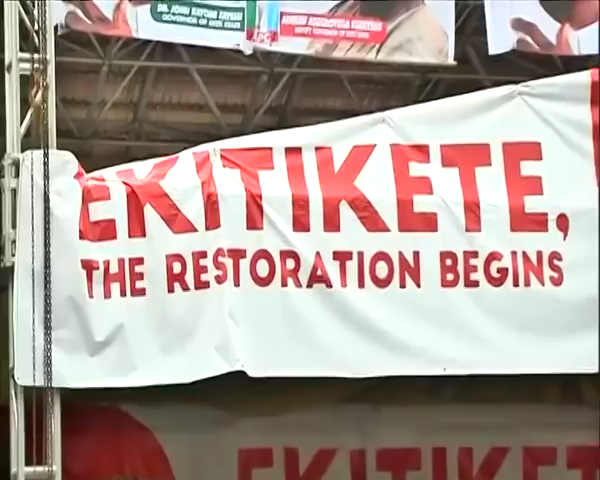 DR. JOHN KAYODE FAYEMI
GOVERNOR OF EKITI STATE
APC
EKITIKETE,
THE RESTORATION BEGINS
EKITIKETE